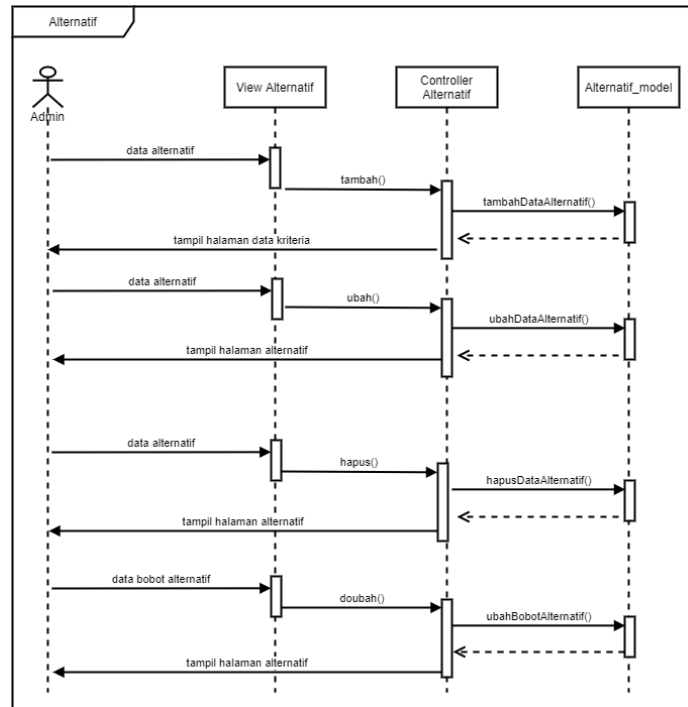 Alternatif
View Alternatif
Controller
Alternatif
Alternatif_model
Admin
data alternatif
tambah()
tambahDataAlternatif()
tampil halaman data kriteria
data alternatif
ubah()
ubahDataAlternatif()
tampil halaman alternatif
data alternatif
hapus()
hapusDataAlternatif()
tampil halaman alternatif
data bobot alternatif
doubah()
ubahBobotAlternatif()
tampil halaman alternatif